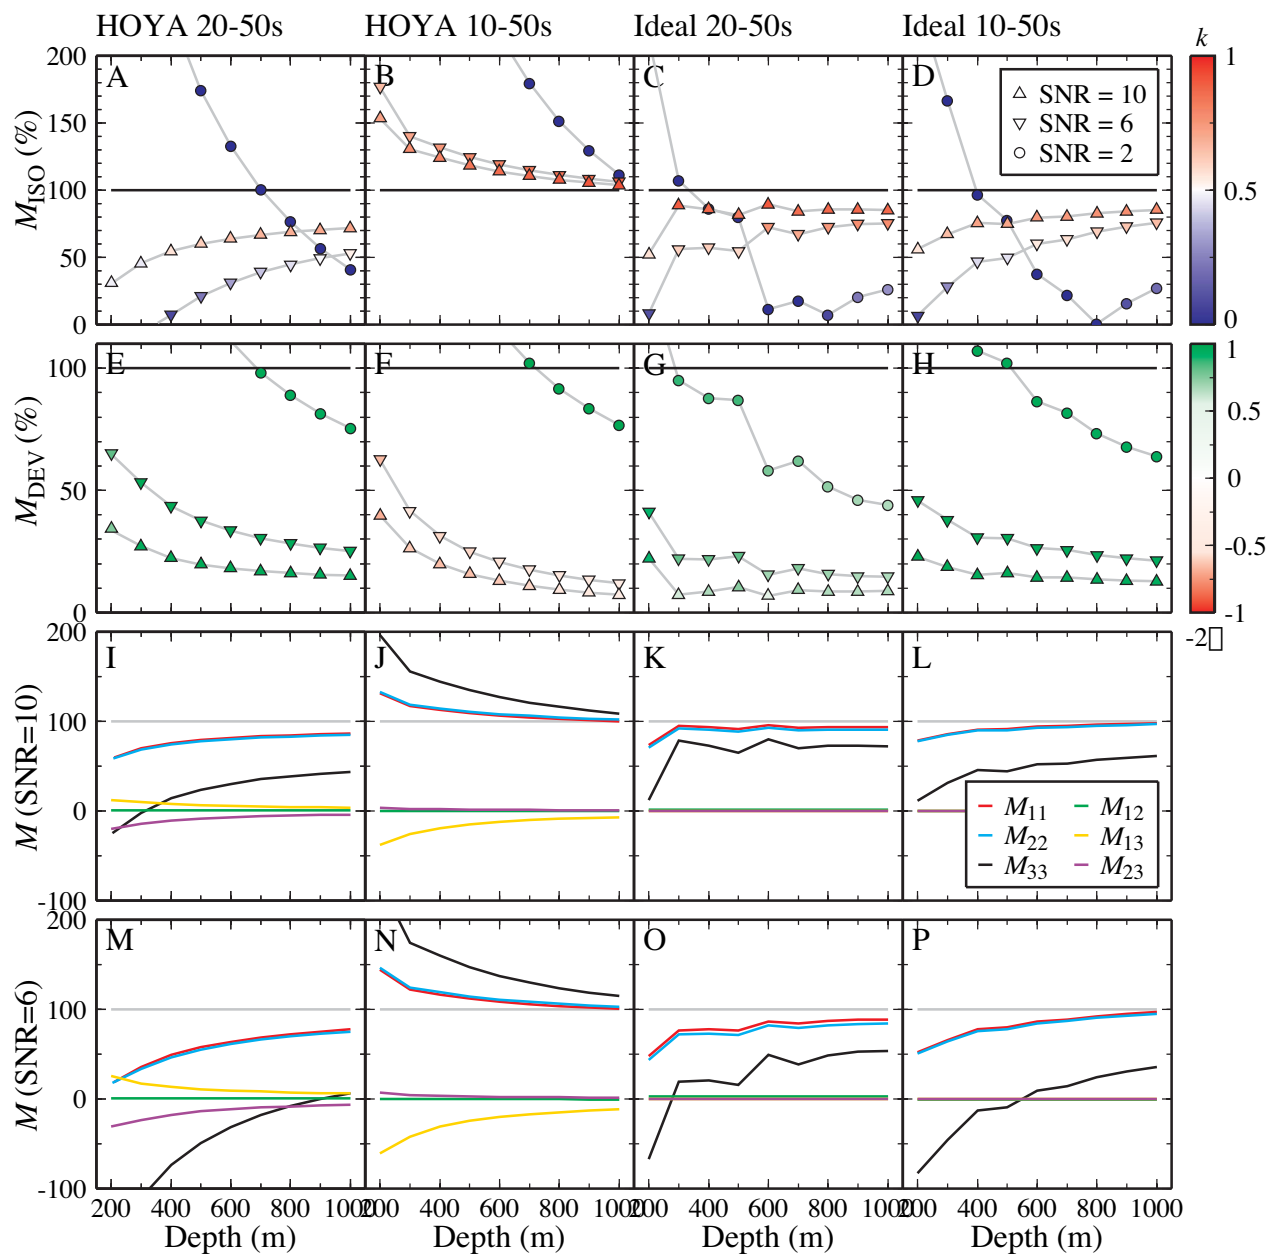 HOYA 20-50s HOYA 10-50s Ideal 20-50s Ideal 10-50s k
200 A B C D 1
SNR = 10
150 SNR = 6
SNR = 2
M_ISO (%)
100 0.5
50
0 0
E F G H 1
100
0.5
M_DEV (%)
0
50
-0.5
0 -1
200 I J K L -2
M (SNR=10)
100
0 M11 M12
M22 M13
M33 M23
-100
200 M N O P
M (SNR=6)
100
0
-100
200 400 600 800 1000 200 400 600 800 1000 200 400 600 800 1000 200 400 600 800 1000
Depth (m) Depth (m) Depth (m) Depth (m)